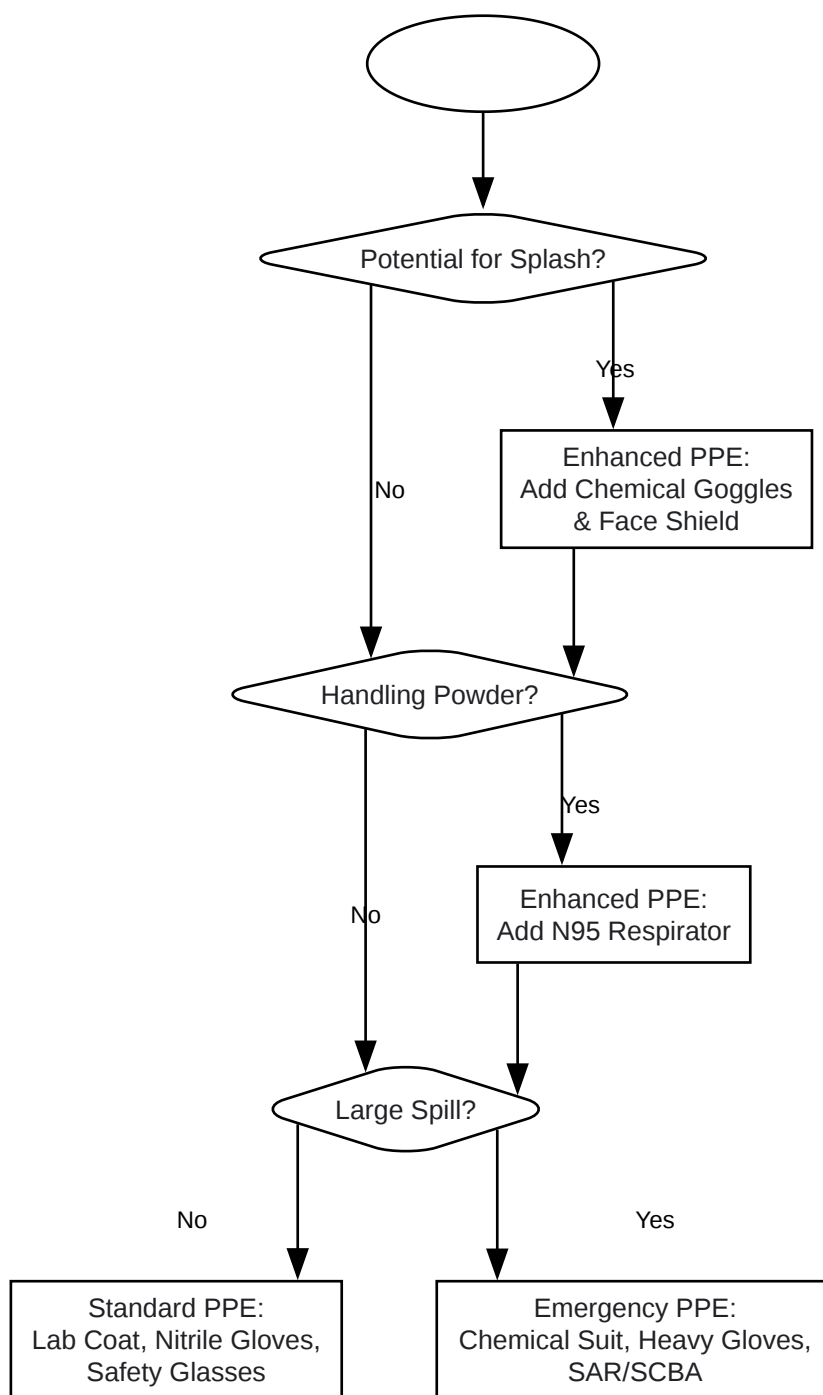 Potential for Splash?
Yes
No
Enhanced PPE:
Add Chemical Goggles
& Face Shield
Handling Powder?
Yes
No
Enhanced PPE:
Add N95 Respirator
Large Spill?
No
Yes
Standard PPE:
Lab Coat, Nitrile Gloves,
Safety Glasses
Emergency PPE:
Chemical Suit, Heavy Gloves,
SAR/SCBA